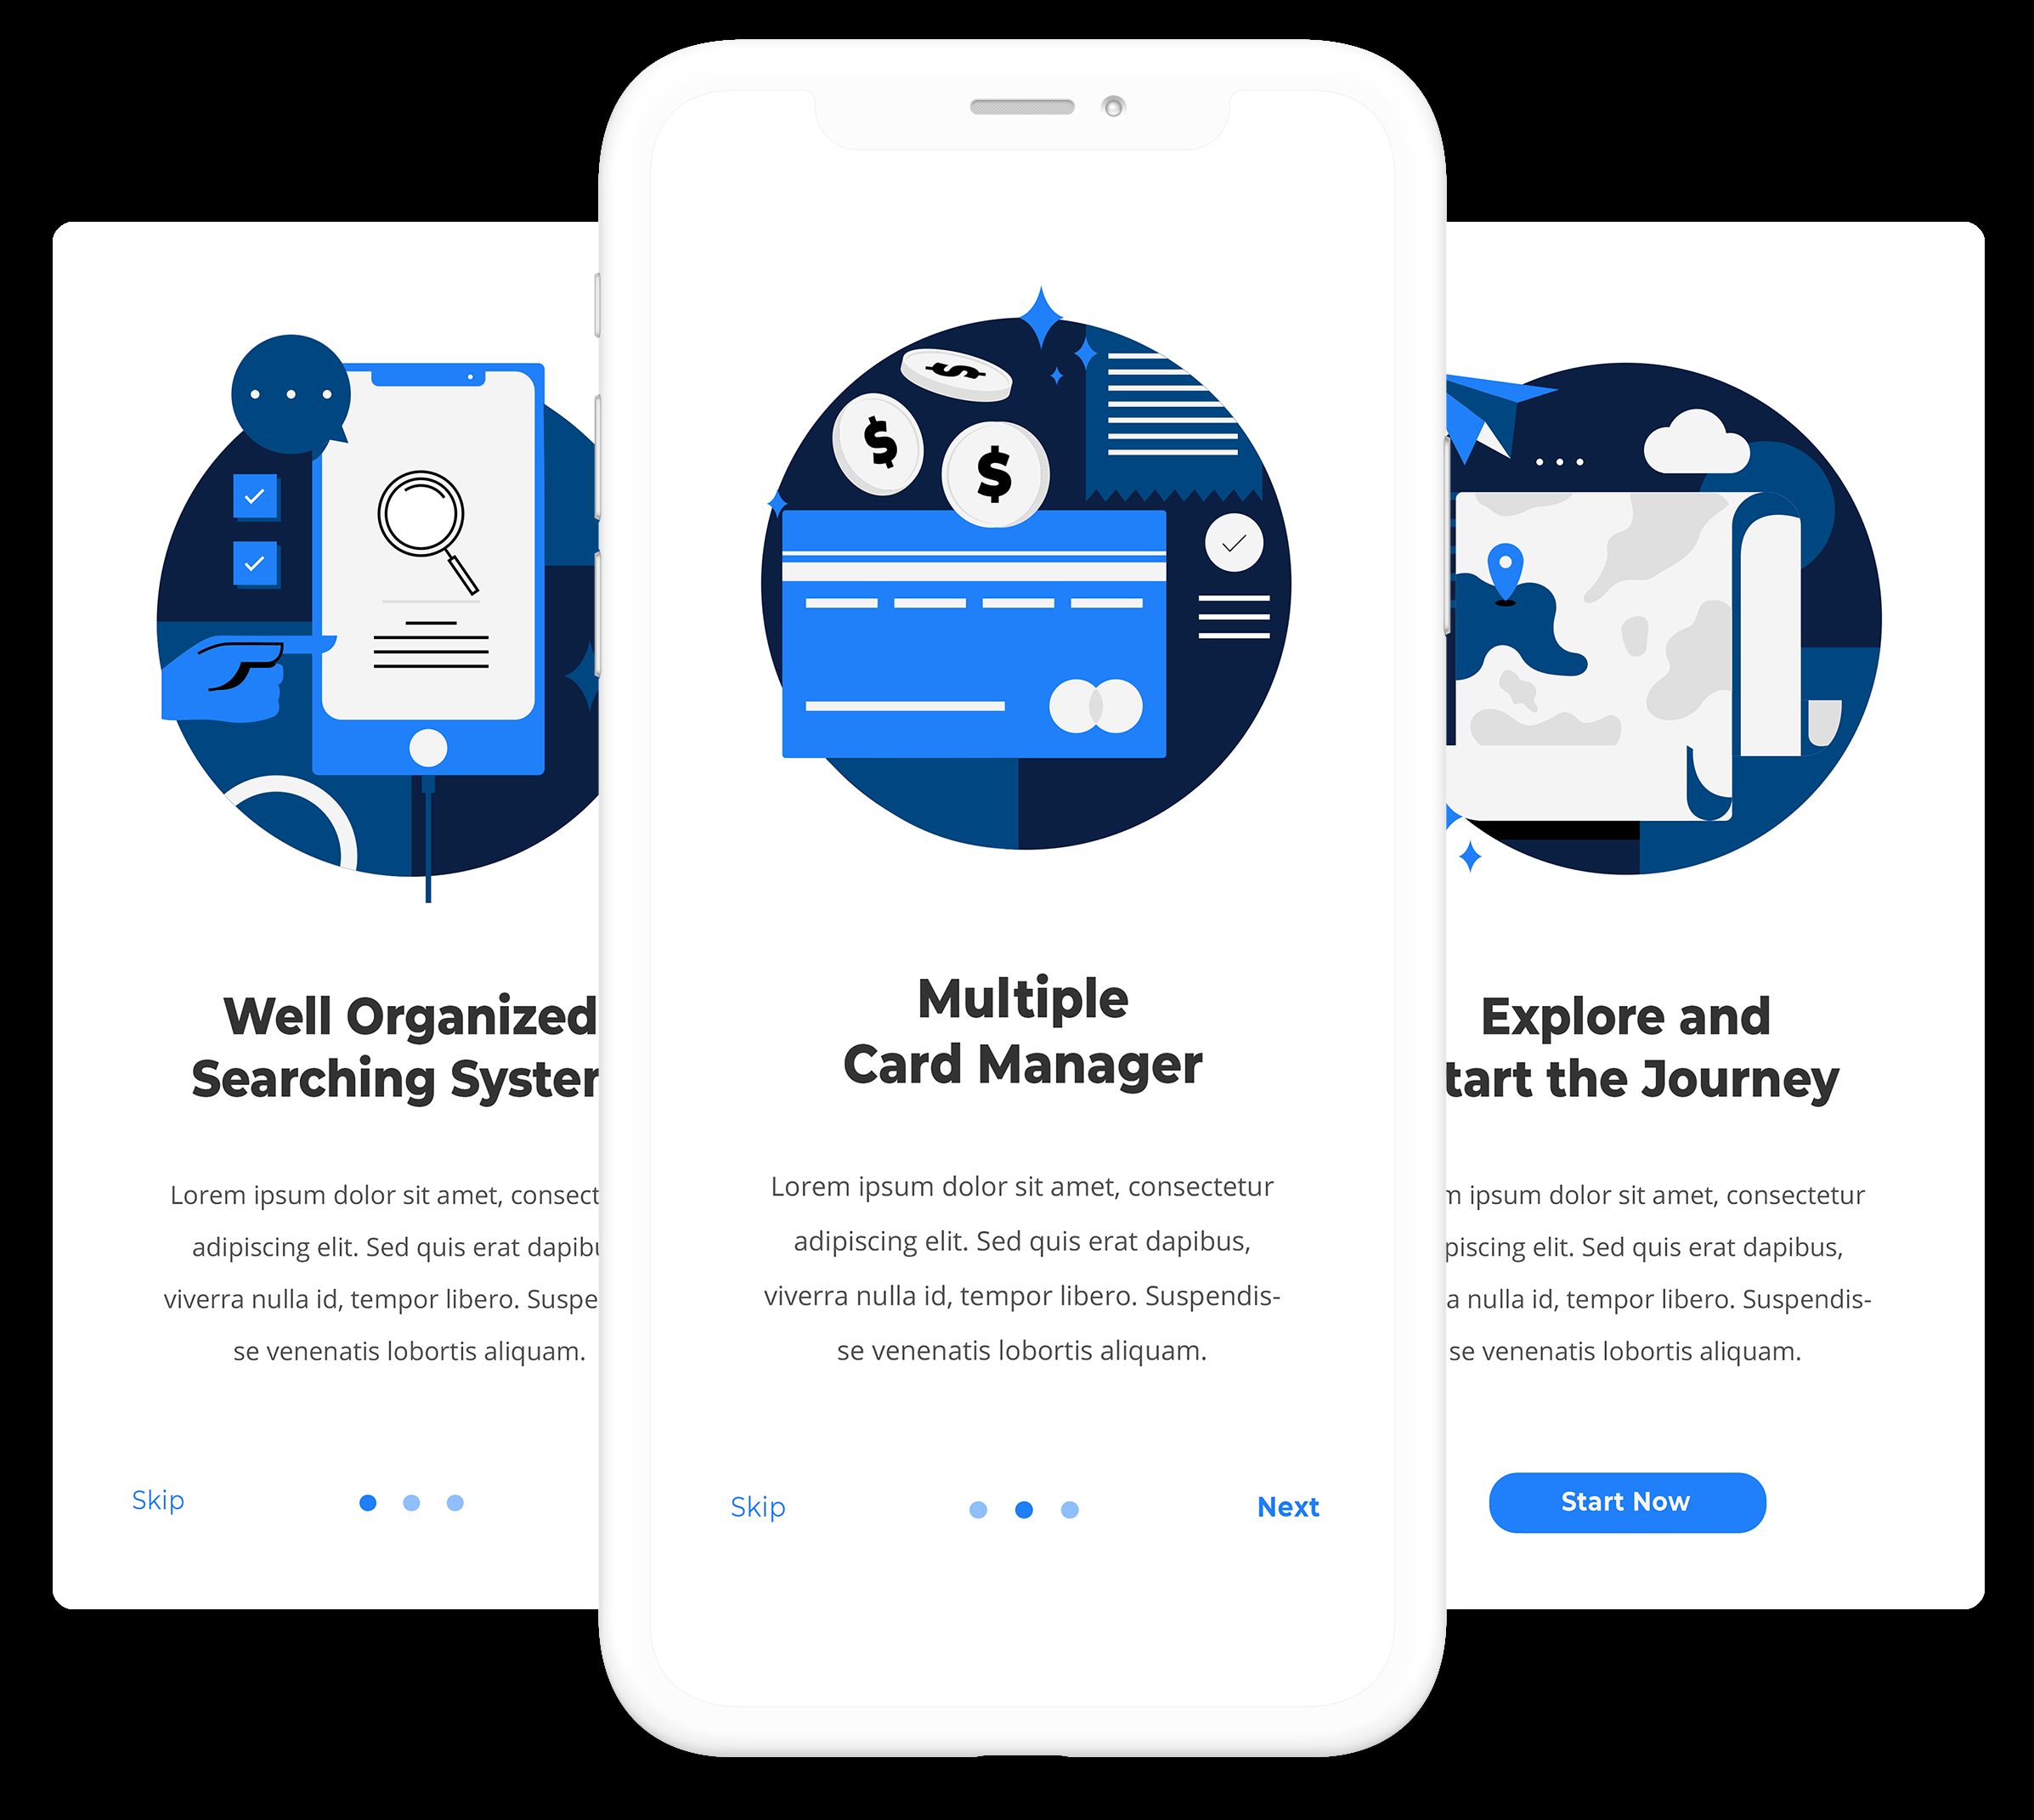 Well Organized
Searching Syster
Lorem ipsum dolor sit amet, consect
adipiscing elit. Sed quis erat dapibu
viverra nulla id, tempor libero. Suspe
se venenatis lobortis aliquam.
Skip
$
$
$
Multiple
Card Manager
Lorem ipsum dolor sit amet, consectetur
adipiscing elit. Sed quis erat dapibus,
viverra nulla id, tempor libero. Suspendis-
se venenatis lobortis aliquam.
Skip
Next
Explore and
tart the Journey
m ipsum dolor sit amet, consectetur
piscing elit. Sed quis erat dapibus,
a nulla id, tempor libero. Suspendis-
se venenatis lobortis aliquam.
Start Now